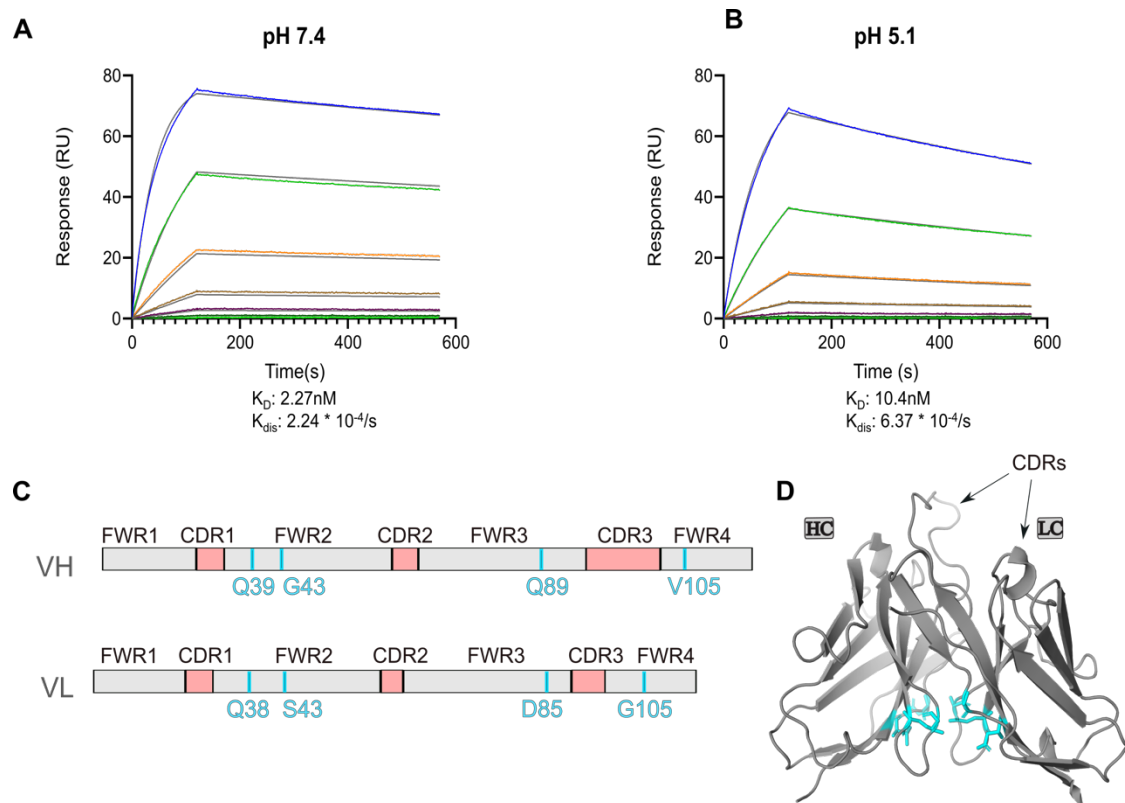 A
pH 7.4
80
60
40
20
0
Response (RU)
0 200 400 600
Time(s)
K_D: 2.27nM
K_dis: 2.24 * 10^-4/s
B
pH 5.1
80
60
40
20
0
Response (RU)
0 200 400 600
Time (s)
K_D: 10.4nM
K_dis: 6.37 * 10^-4/s
C
FWR1 CDR1 FWR2 CDR2 FWR3 CDR3 FWR4
VH
Q39 G43 Q89 V105
FWR1 CDR1 FWR2 CDR2 FWR3 CDR3 FWR4
VL
Q38 S43 D85 G105
D
CDRs
HC
LC